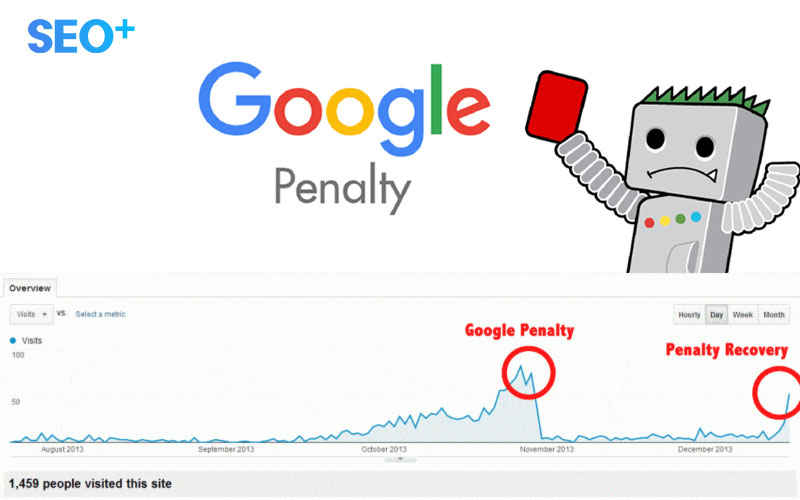 SEO+
Google
Penalty
Overview
Visits VS. Select a metric
Hourly Day Week Month
Visits
Google Penalty
Penalty Recovery
100
50
August 2013 September 2013 October 2013 November 2013 December 2013
1,459 people visited this site